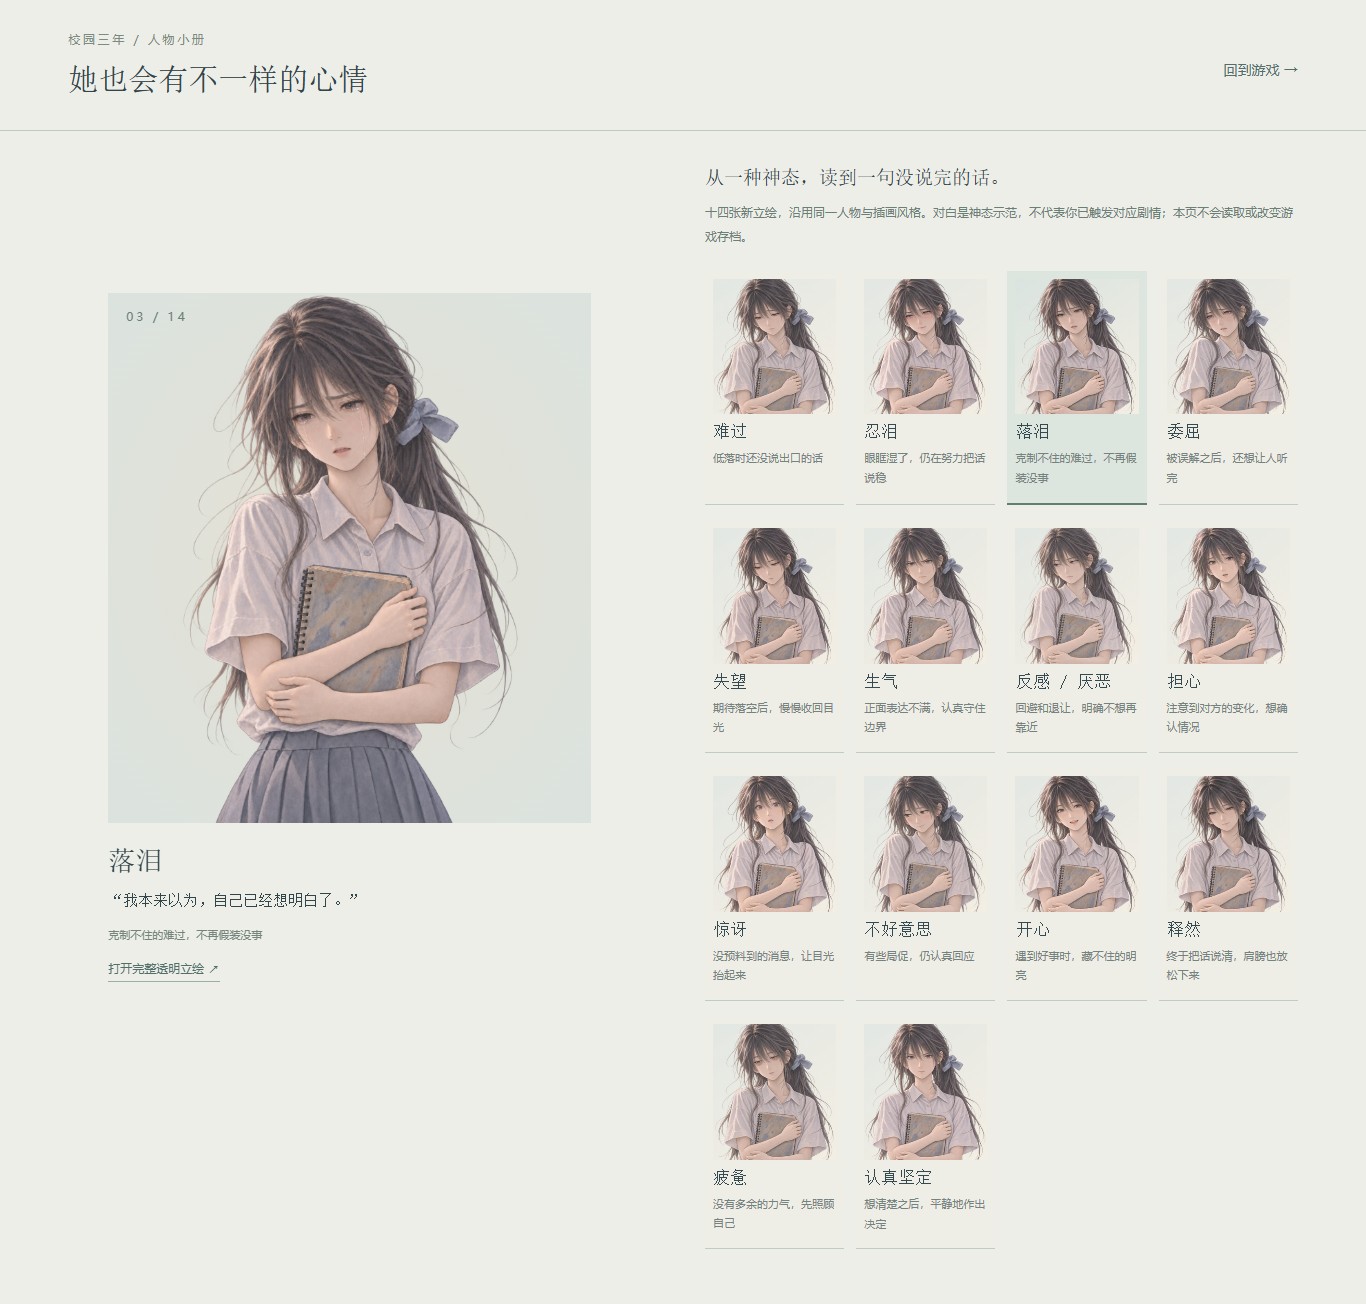 校园三年 / 人物小册
她也会有不一样的心情
回到游戏 →
从一种神态，读到一句没说完的话。
十四张新立绘，沿用同一人物与插画风格。对白是神态示范，不代表你已触发对应剧情；本页不会读取或改变游
戏存档。
03 / 14
落泪
“我本来以为，自己已经想明白了。”
克制不住的难过，不再假装没事
打开完整透明立绘 ↗
难过
低落时还没说出口的话
忍泪
眼眶湿了，仍在努力把话
说稳
落泪
克制不住的难过，不再假
装没事
委屈
被误解之后，还想让人听
完
失望
期待落空后，慢慢收回目
光
生气
正面表达不满，认真守住
边界
反感 / 厌恶
回避和退让，明确不想再
靠近
担心
注意到对方的变化，想确
认情况
惊讶
没预料到的消息，让目光
抬起来
不好意思
有些局促，仍认真回应
开心
遇到好事时，藏不住的明
亮
释然
终于把话说清，肩膀也放
松下来
疲惫
没有多余的力气，先照顾
自己
认真坚定
想清楚之后，平静地作出
决定